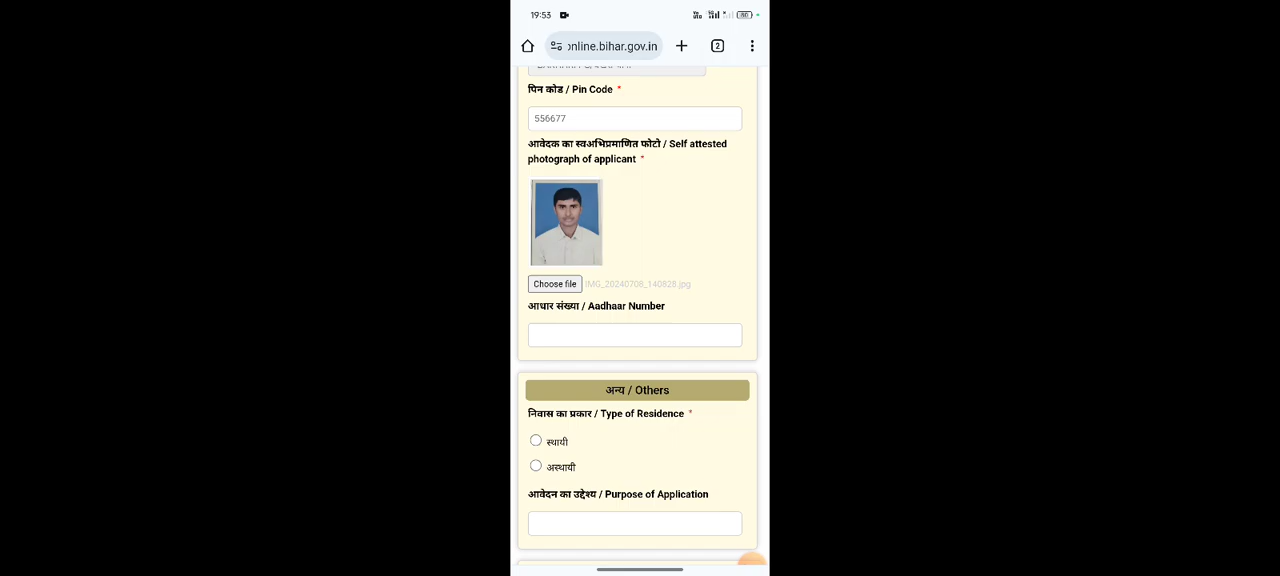 19:53
online.bihar.gov.in
2
पिन कोड / Pin Code *
556677
आवेदक का स्वअभिप्रमाणित फोटो / Self attested
photograph of applicant *
Choose file IMG_20240708_140828.jpg
आधार संख्या / Aadhaar Number
अन्य / Others
निवास का प्रकार / Type of Residence *
स्थायी
अस्थायी
आवेदन का उद्देश्य / Purpose of Application